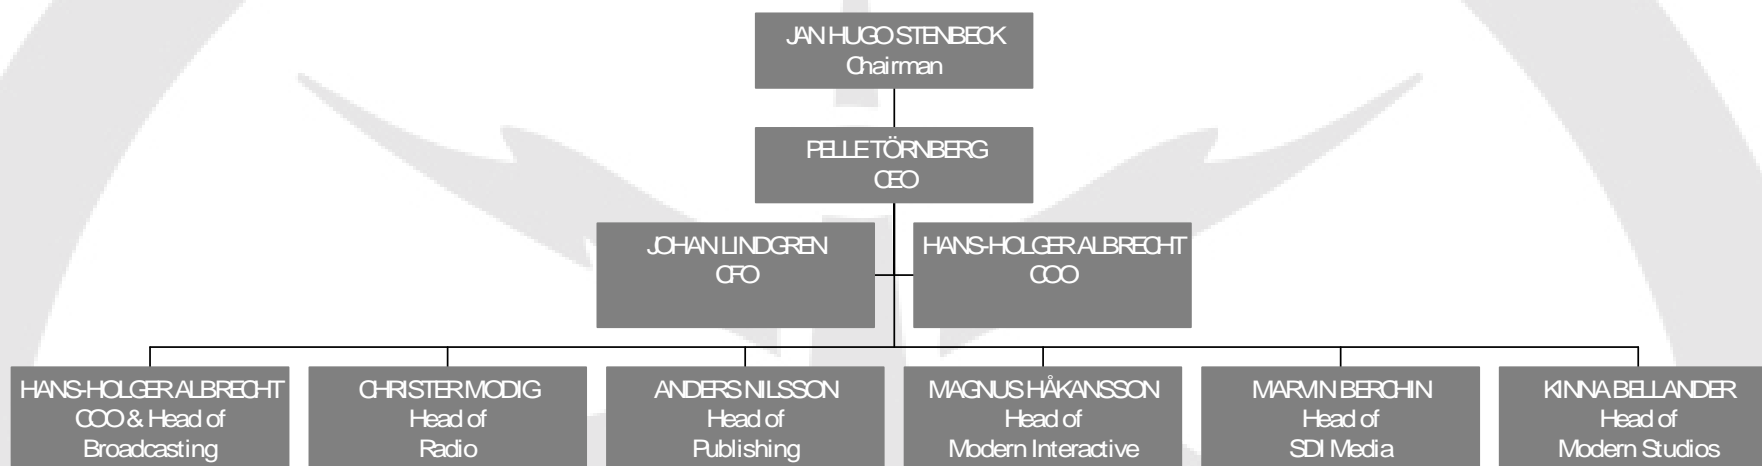 JAN HUGO STENBECK
Chairman
PELLE TÖRNBERG
CEO
JOHAN LINDGREN
CFO
HANS-HOLGER ALBRECHT
COO
HANS-HOLGER ALBRECHT
COO & Head of
Broadcasting
CHRISTER MODIG
Head of
Radio
ANDERS NILSSON
Head of
Publishing
MAGNUS HÅKANSSON
Head of
Modern Interactive
MARVIN BERCHIN
Head of
SDI Media
KINNA BELLANDER
Head of
Modern Studios